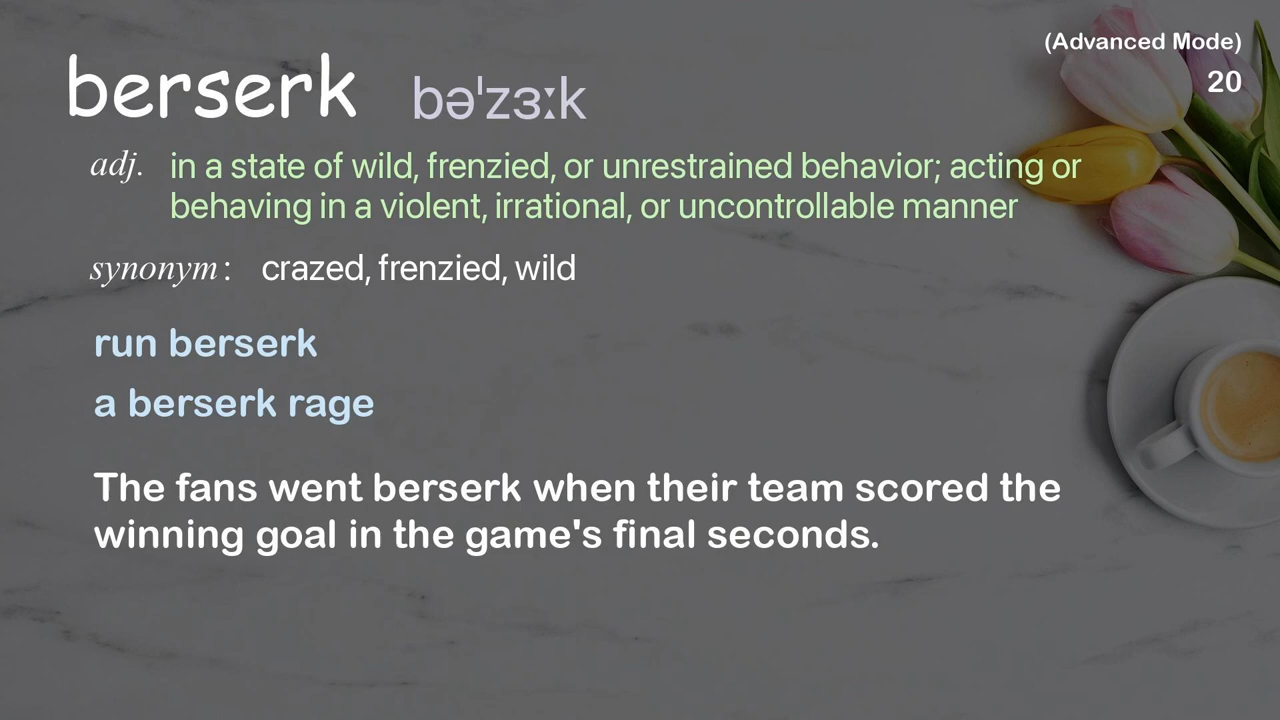 (Advanced Mode)
berserk bəˈzɜːk
20
adj. in a state of wild, frenzied, or unrestrained behavior; acting or
behaving in a violent, irrational, or uncontrollable manner
synonym: crazed, frenzied, wild
run berserk
a berserk rage
The fans went berserk when their team scored the
winning goal in the game's final seconds.